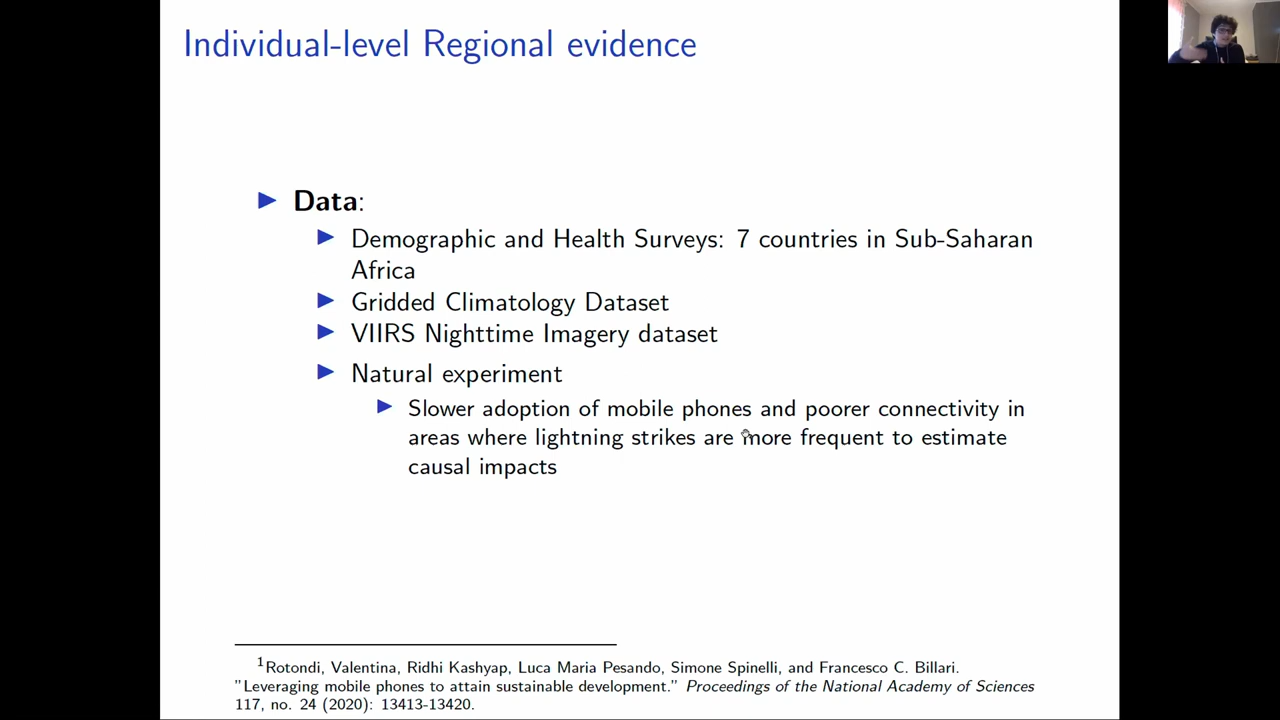 Individual-level Regional evidence
▶ Data:
▶ Demographic and Health Surveys: 7 countries in Sub-Saharan
Africa
▶ Gridded Climatology Dataset
▶ VIIRS Nighttime Imagery dataset
▶ Natural experiment
▶ Slower adoption of mobile phones and poorer connectivity in
areas where lightning strikes are more frequent to estimate
causal impacts
1Rotondi, Valentina, Ridhi Kashyap, Luca Maria Pesando, Simone Spinelli, and Francesco C. Billari.
"Leveraging mobile phones to attain sustainable development." Proceedings of the National Academy of Sciences
117, no. 24 (2020): 13413-13420.